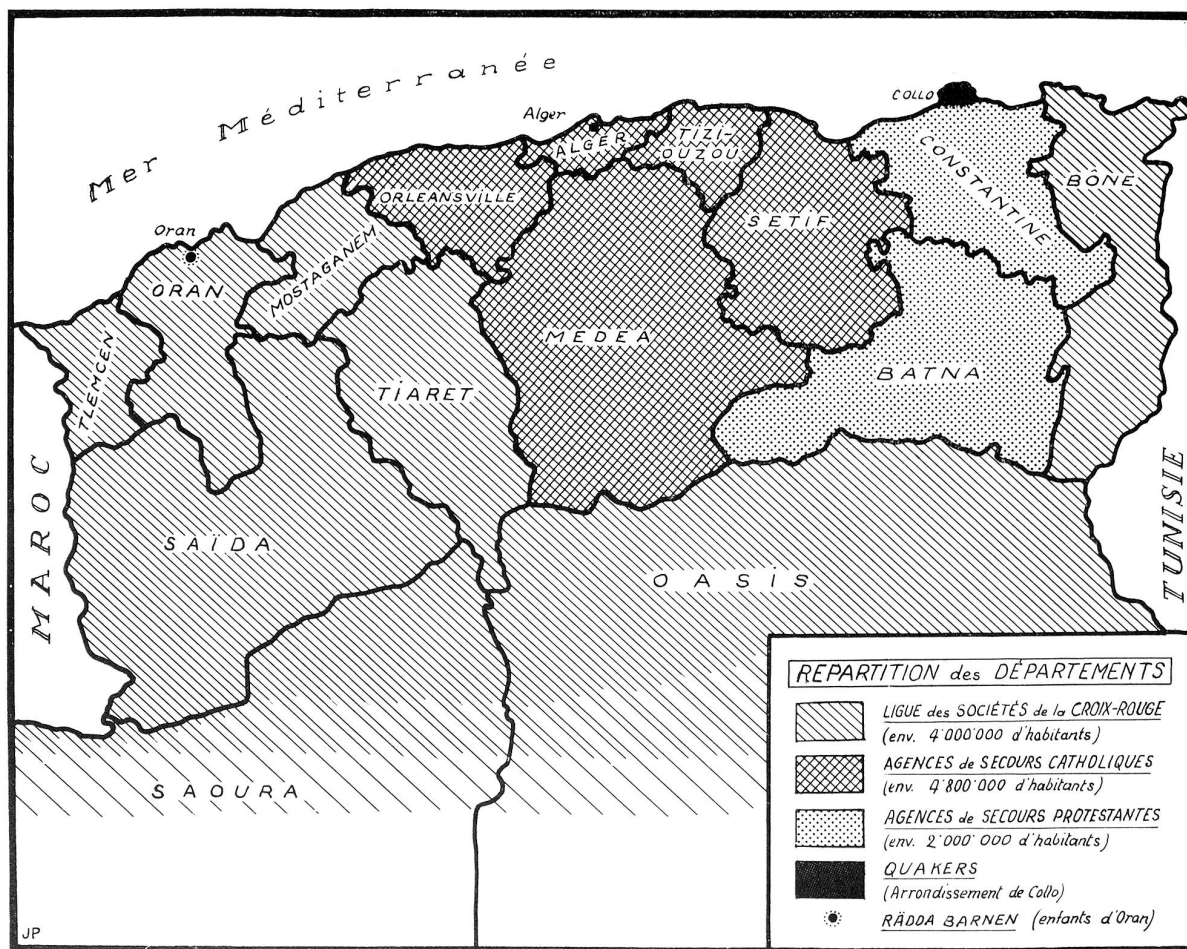 Mer Méditerranée
COLLO
Alger
ALGER
TIZI-
OUZOU
CONSTANTINE
BÔNE
ORLEANSVILLE
SETIF
Oran
MOSTAGANEM
ORAN
MEDEA
TLEMCEN
TIARET
BATNA
MAROC
TUNISIE
SAÏDA
OASIS
SAOURA
REPARTITION des DÉPARTEMENTS
LIGUE des SOCIÉTÉS de la CROIX-ROUGE
(env. 4'000'000 d'habitants)
AGENCES de SECOURS CATHOLIQUES
(env. 4'800'000 d'habitants)
AGENCES de SECOURS PROTESTANTES
(env. 2'000'000 d'habitants)
QUAKERS
(Arrondissement de Collo)
RÄDDA BARNEN (enfants d'Oran)
JP